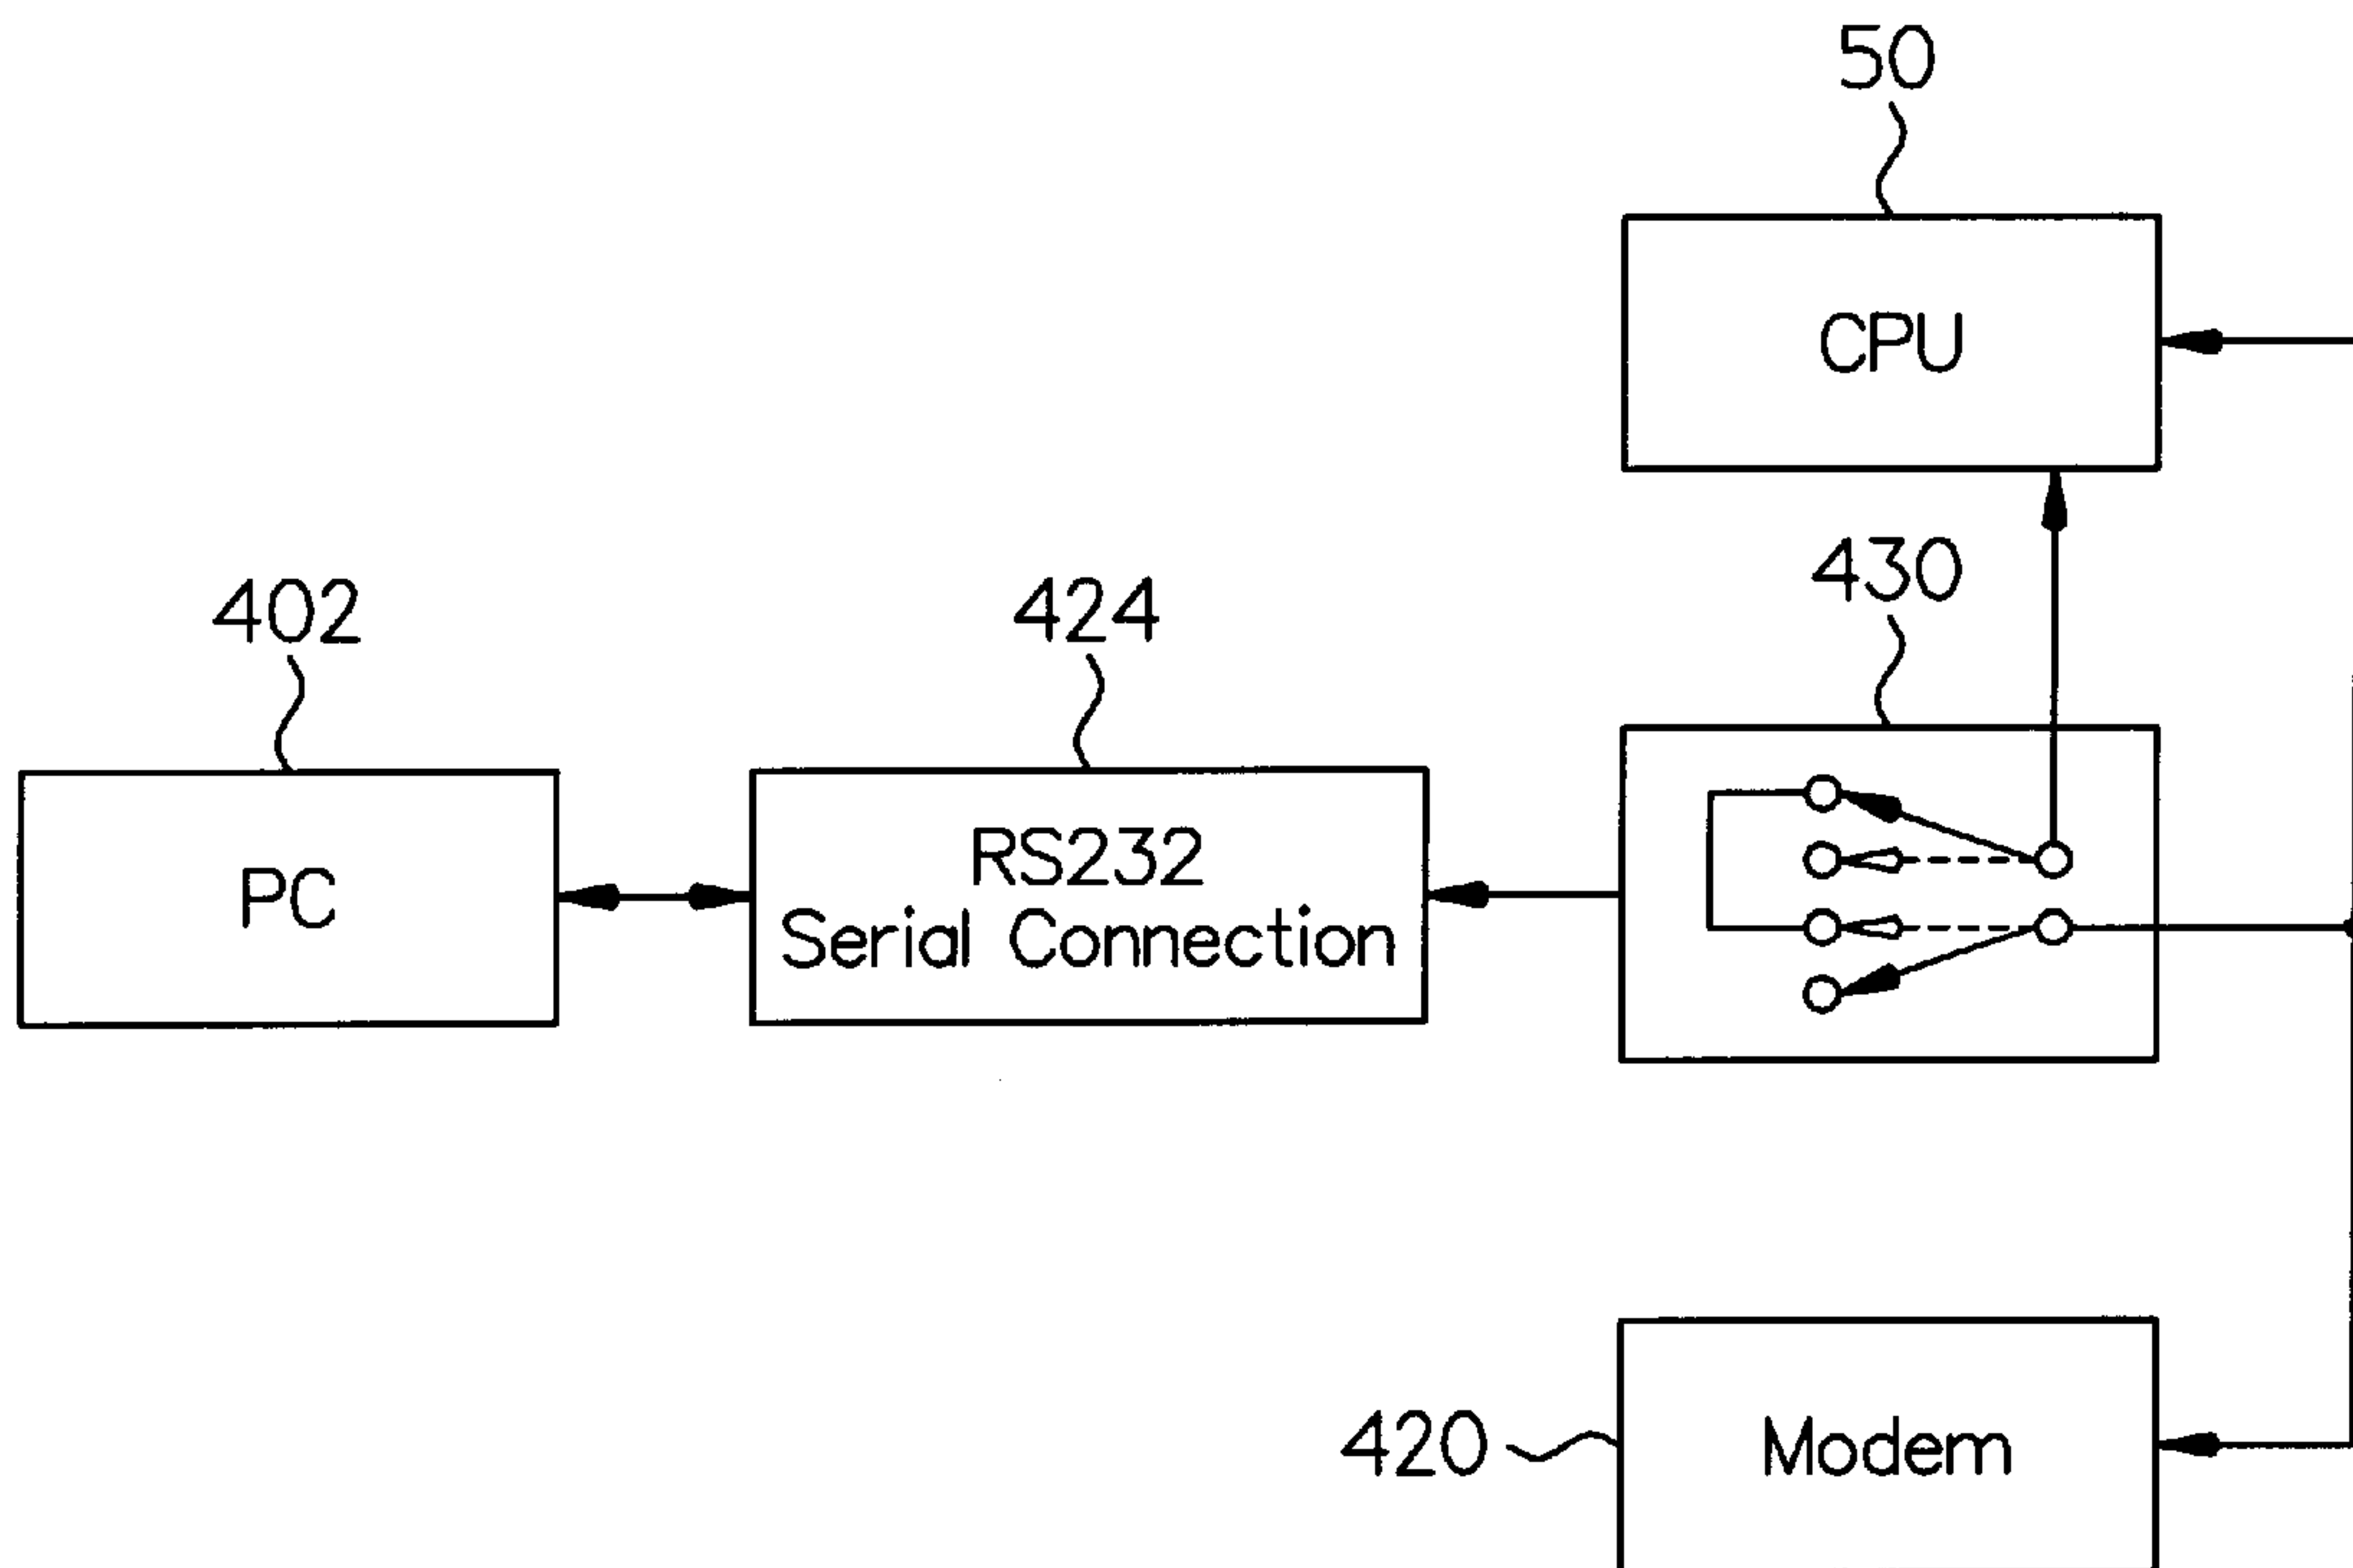 50
CPU
430
402
424
PC
RS232
Serial Connection
420
Modem